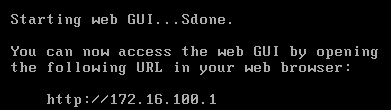 Starting web GUI...Sdone.
You can now access the web GUI by opening
the following URL in your web browser:
http://172.16.100.1